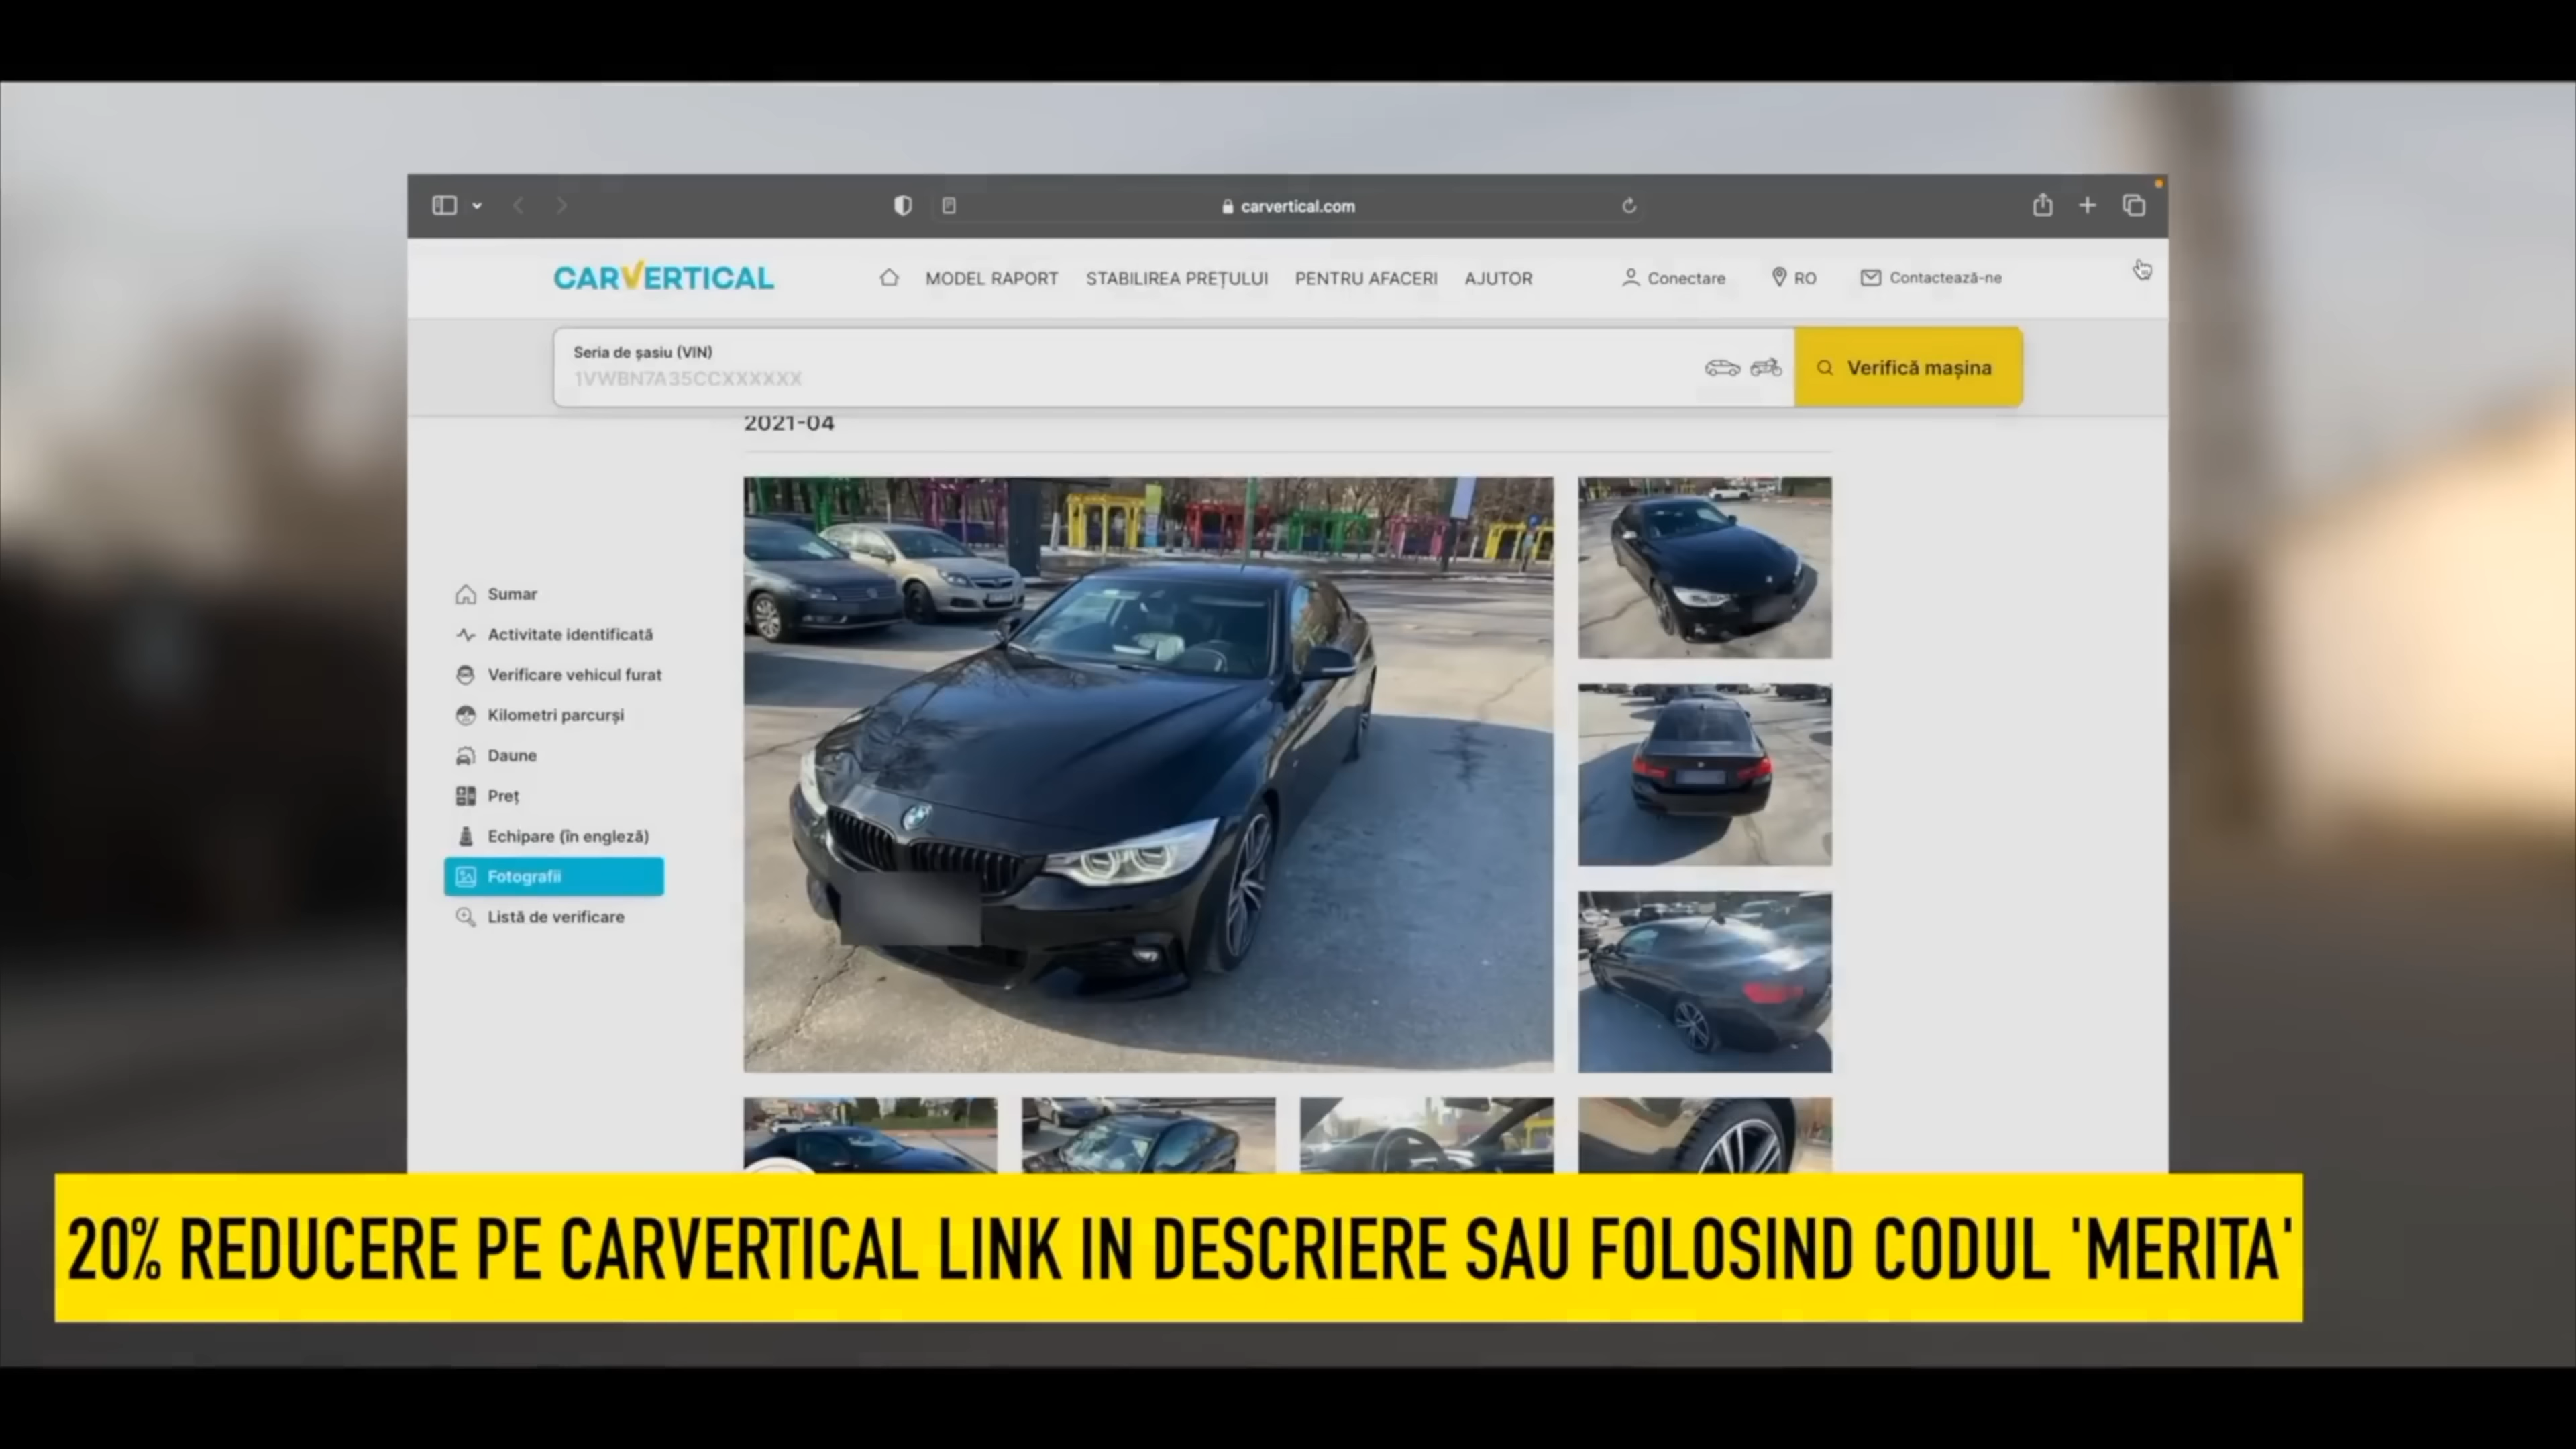 carvertical.com
CARVERTICAL
MODEL RAPORT
STABILIREA PREȚULUI
PENTRU AFACERI
AJUTOR
Conectare
RO
Contactează-ne
Seria de șasiu (VIN)
1VWBN7A35CCXXXXXX
Verifică mașina
2021-04
Sumar
Activitate identificată
Verificare vehicul furat
Kilometri parcurși
Daune
Preț
Echipare (în engleză)
Fotografii
Listă de verificare
20% REDUCERE PE CARVERTICAL LINK IN DESCRIERE SAU FOLOSIND CODUL 'MERITA'